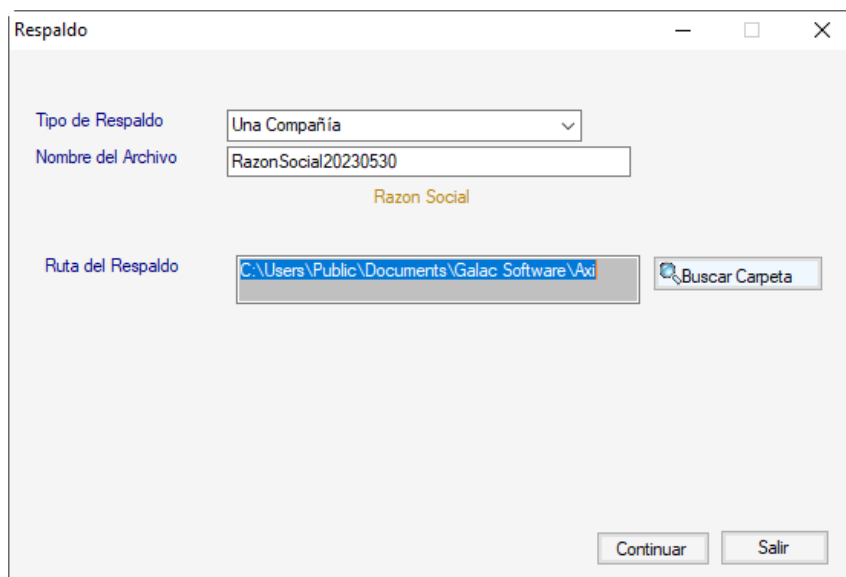 Respaldo
Tipo de Respaldo Una Compañía
Nombre del Archivo RazonSocial20230530
Razon Social
Ruta del Respaldo C:\Users\Public\Documents\Galac Software\Axi Buscar Carpeta
Continuar Salir